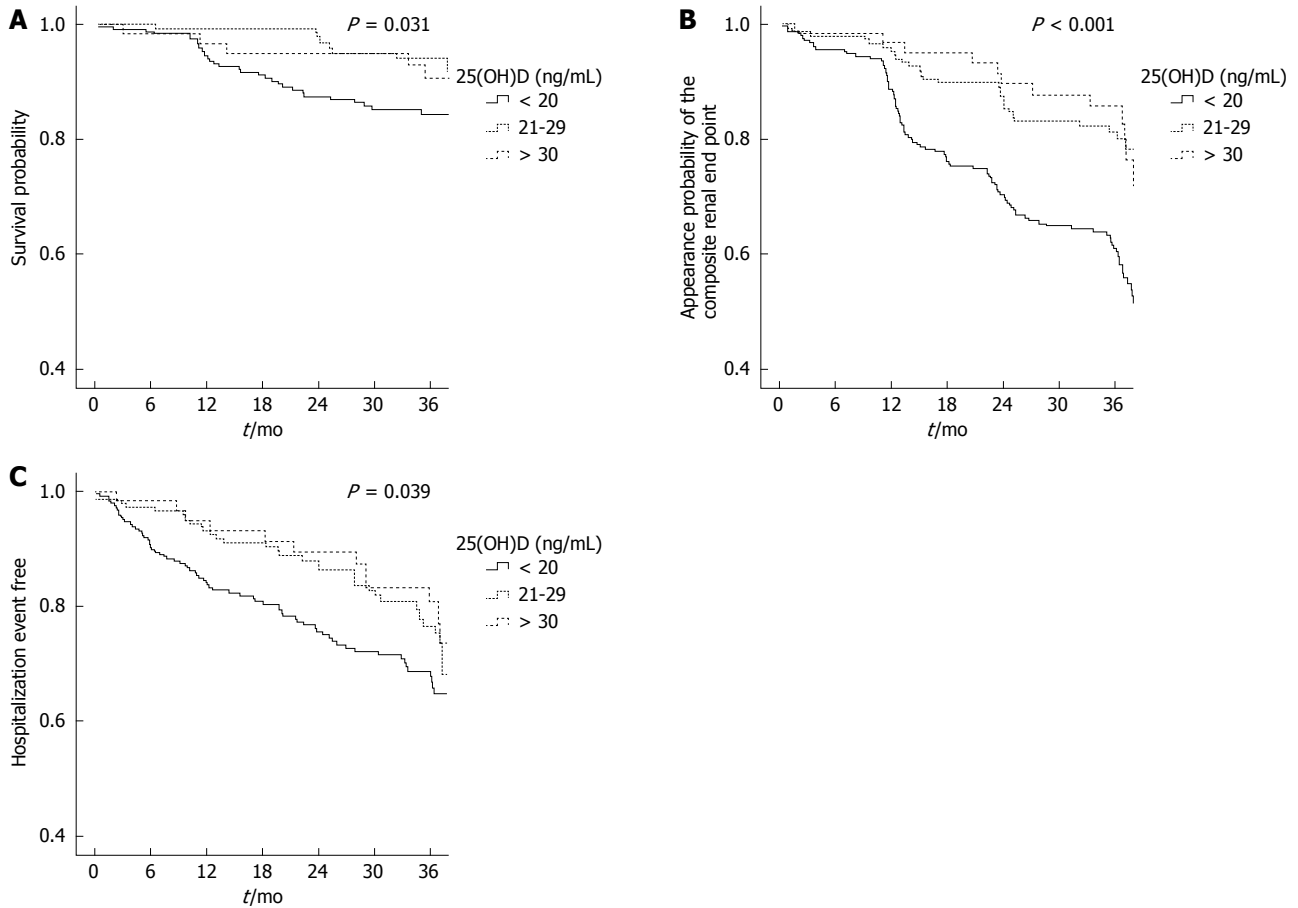 A
P = 0.031
Survival probability
1.0
0.8
0.6
0.4
0 6 12 18 24 30 36
t/mo
25(OH)D (ng/mL)
< 20
21-29
> 30
B
P < 0.001
Appearance probability of the
composite renal end point
1.0
0.8
0.6
0.4
0 6 12 18 24 30 36
t/mo
25(OH)D (ng/mL)
< 20
21-29
> 30
C
P = 0.039
Hospitalization event free
1.0
0.8
0.6
0.4
0 6 12 18 24 30 36
t/mo
25(OH)D (ng/mL)
< 20
21-29
> 30